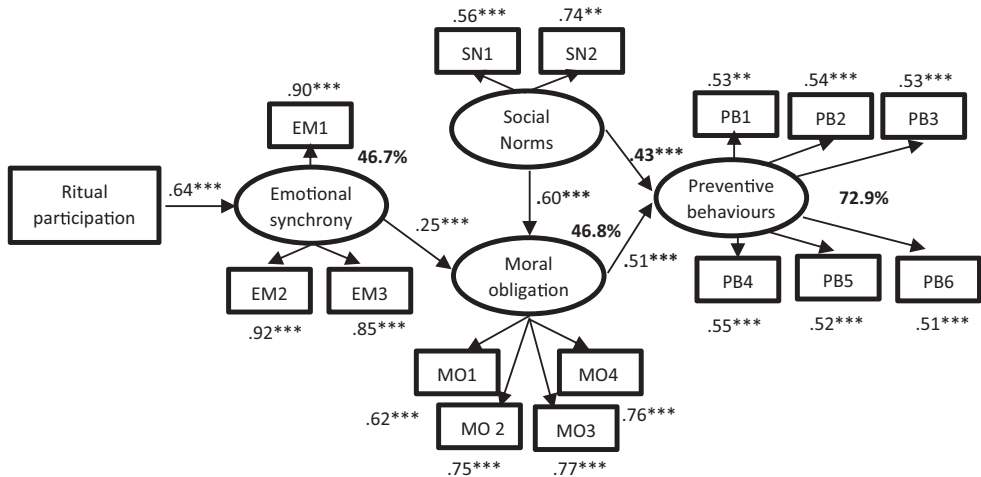 .56***
.74**
SN1
SN2
.90***
EM1
46.7%
Social
Norms
.53**
.54***
.53***
PB1
PB2
PB3
Ritual
participation
.64***
Emotional
synchrony
.43***
Preventive
behaviours
72.9%
.25***
.60***
46.8%
.51***
Moral
obligation
EM2
EM3
.92***
.85***
PB4
PB5
PB6
.55***
.52***
.51***
MO1
MO4
.62***
MO 2
MO3
.76***
.75***
.77***